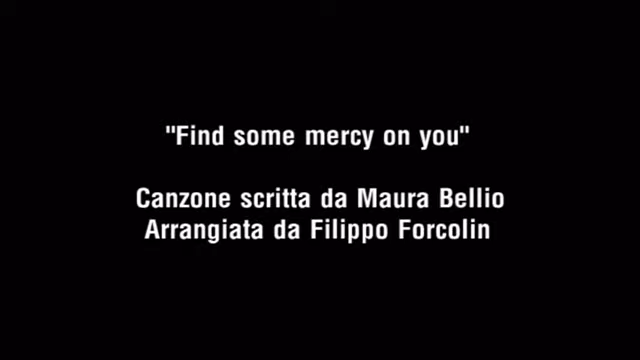 "Find some mercy on you"
Canzone scritta da Maura Bellio
Arrangiata da Filippo Forcolin